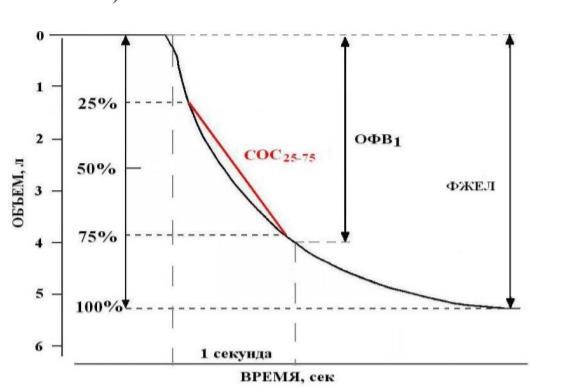 0
1
25%
2
СОС25-75
ОФВ1
50%
3
ФЖЕЛ
ОБЪЕМ, л
75%
4
5
100%
6
1 секунда
ВРЕМЯ, сек